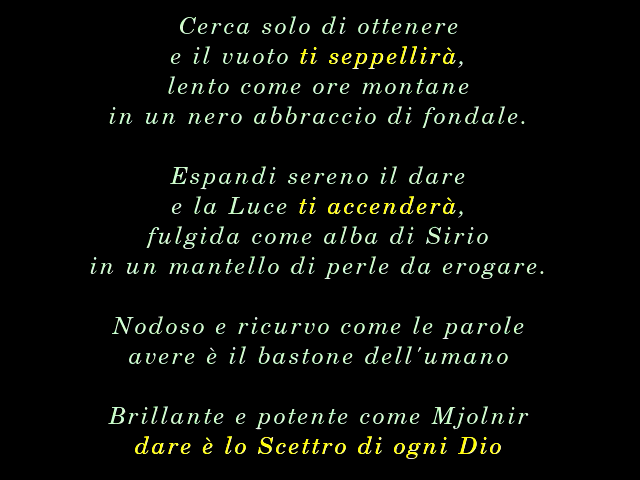 Cerca solo di ottenere
e il vuoto ti seppellirà,
lento come ore montane
in un nero abbraccio di fondale.

Espandi sereno il dare
e la Luce ti accenderà,
fulgida come alba di Sirio
in un mantello di perle da erogare.

Nodoso e ricurvo come le parole
avere è il bastone dell'umano

Brillante e potente come Mjolnir
dare è lo Scettro di ogni Dio